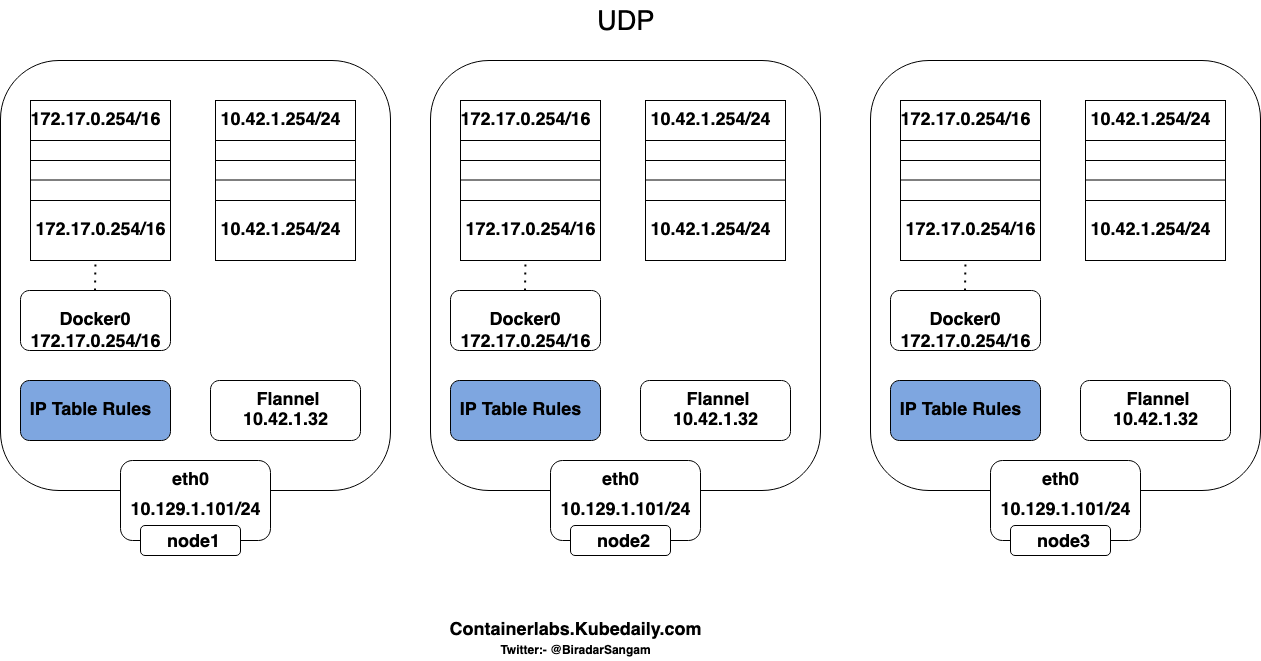 UDP
172.17.0.254/16
10.42.1.254/24
172.17.0.254/16
10.42.1.254/24
Docker0
172.17.0.254/16
IP Table Rules
Flannel
10.42.1.32
eth0
10.129.1.101/24
node1
172.17.0.254/16
10.42.1.254/24
172.17.0.254/16
10.42.1.254/24
Docker0
172.17.0.254/16
IP Table Rules
Flannel
10.42.1.32
eth0
10.129.1.101/24
node2
172.17.0.254/16
10.42.1.254/24
172.17.0.254/16
10.42.1.254/24
Docker0
172.17.0.254/16
IP Table Rules
Flannel
10.42.1.32
eth0
10.129.1.101/24
node3
Containerlabs.Kubedaily.com
Twitter:- @BiradarSangam